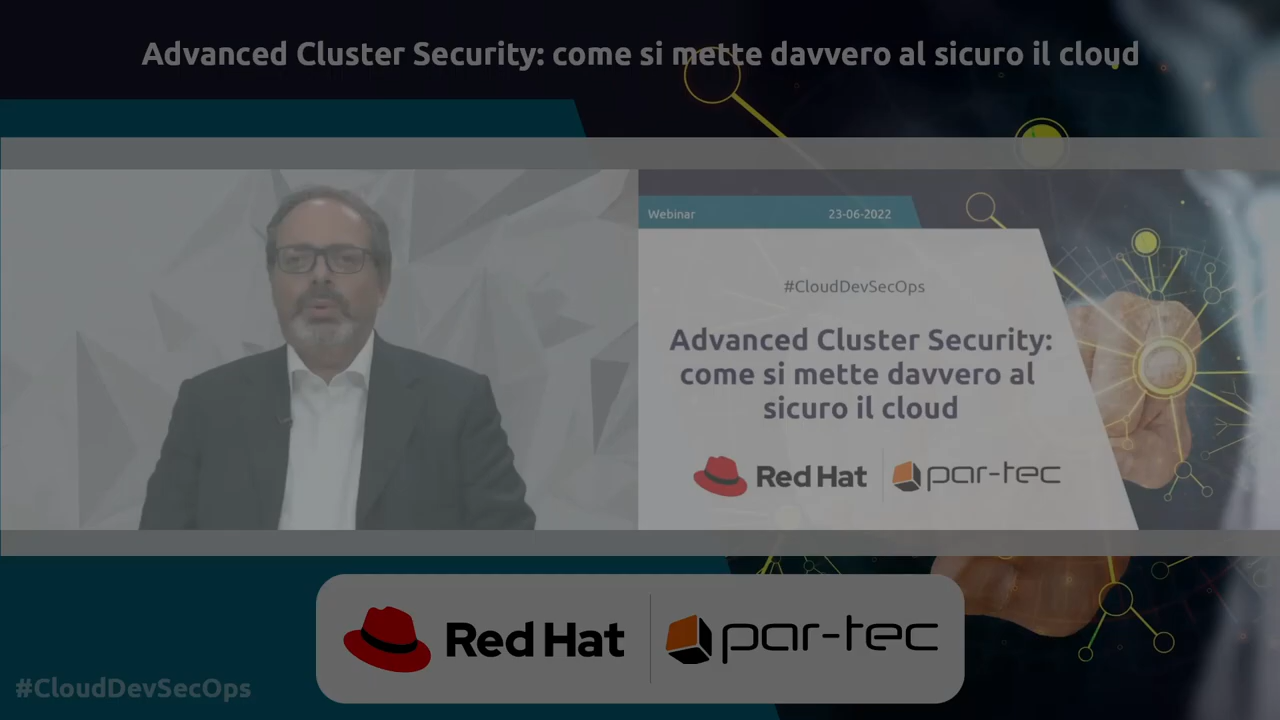 Advanced Cluster Security: come si mette davvero al sicuro il cloud
Webinar
23-06-2022
#CloudDevSecOps
Advanced Cluster Security:
come si mette davvero al
sicuro il cloud
Red Hat
par-tec
Red Hat
par-tec
#CloudDevSecOps